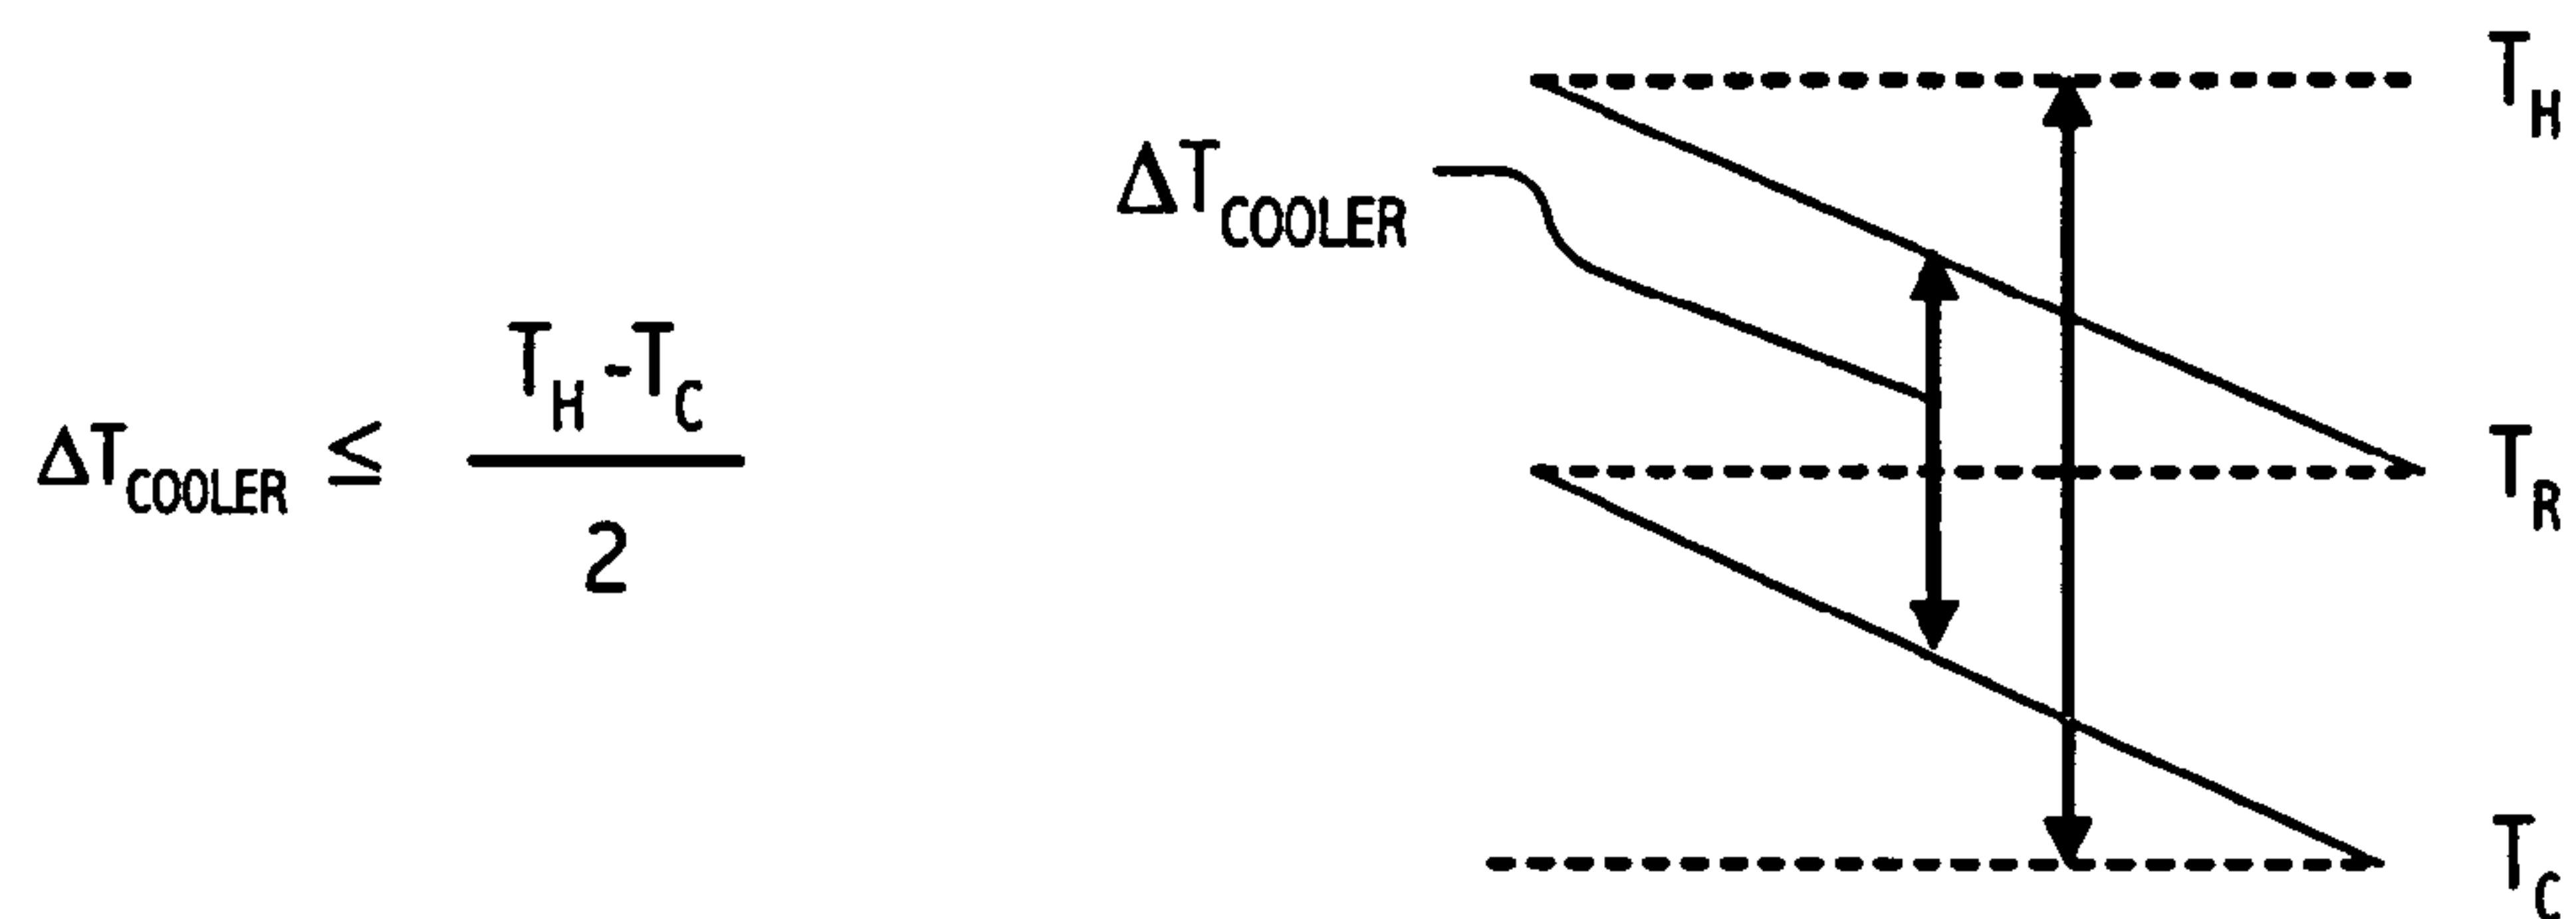 ΔT_COOLER ≤ (T_H - T_C) / 2
ΔT_COOLER
T_H
T_R
T_C